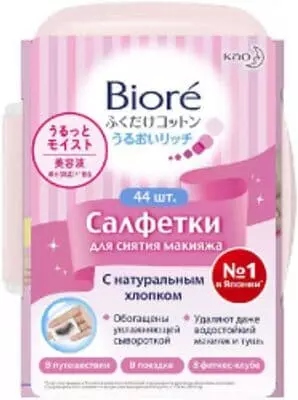 Kao
Bioré
ふくだけコットン
うるおいリッチ
うるっと
モイスト
美容液
44 шт.
Салфетки
для снятия макияжа
С натуральным
хлопком
№1
в Японии
• Обогащены
увлажняющей
сывороткой
• Удаляют даже
водостойкий
макияж и тушь
В путешествии
В поездке
В фитнес-клубе